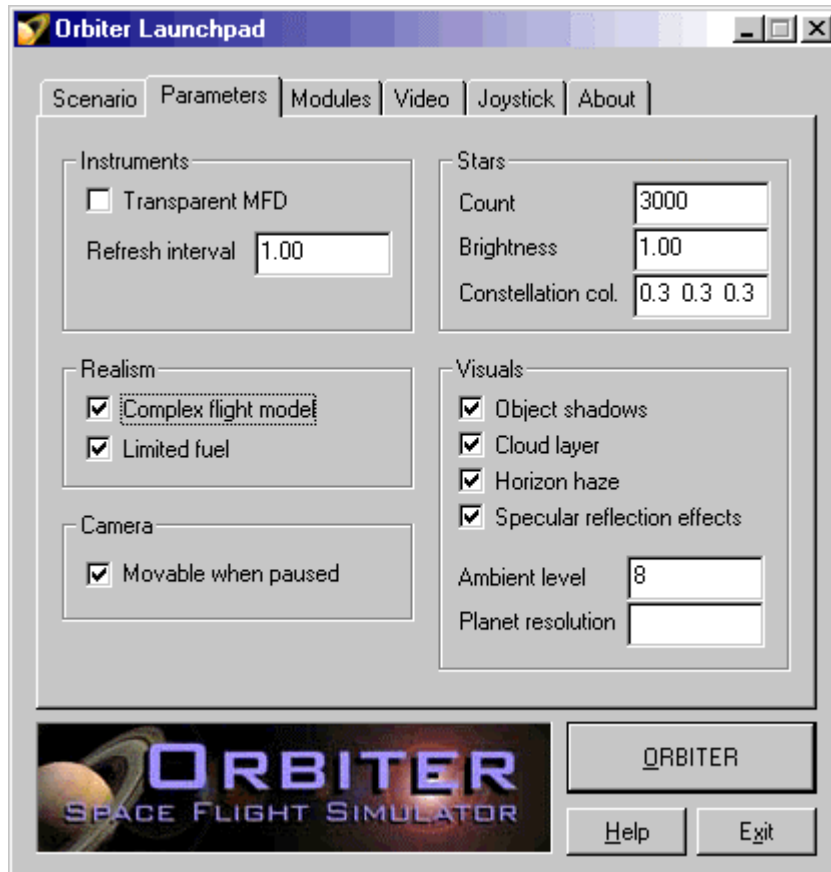 Orbiter Launchpad
Scenario Parameters Modules Video Joystick About
Instruments
Transparent MFD
Refresh interval 1.00
Stars
Count 3000
Brightness 1.00
Constellation col. 0.3 0.3 0.3
Realism
Complex flight model
Limited fuel
Visuals
Object shadows
Cloud layer
Horizon haze
Specular reflection effects
Ambient level 8
Planet resolution
Camera
Movable when paused
ORBITER
SPACE FLIGHT SIMULATOR
ORBITER
Help Exit